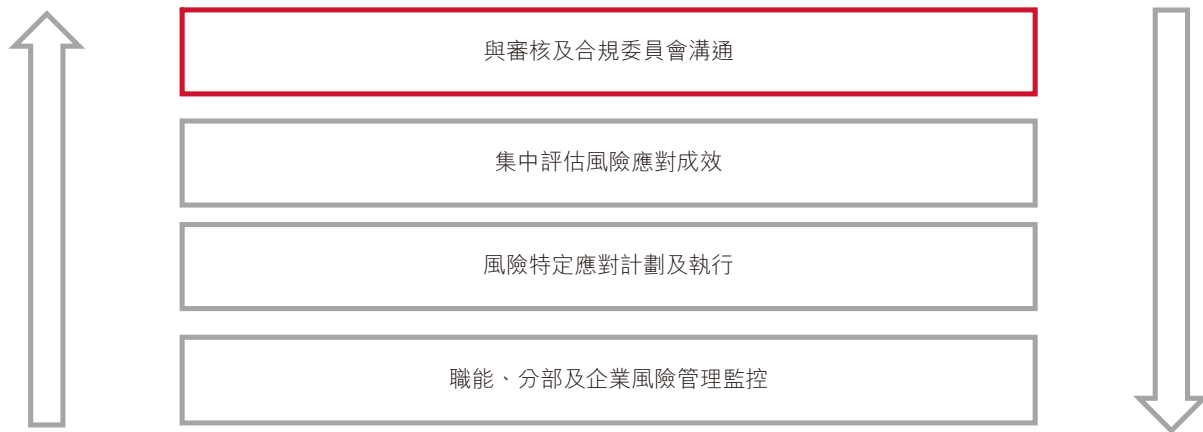 與審核及合規委員會溝通
集中評估風險應對成效
風險特定應對計劃及執行
職能、分部及企業風險管理監控